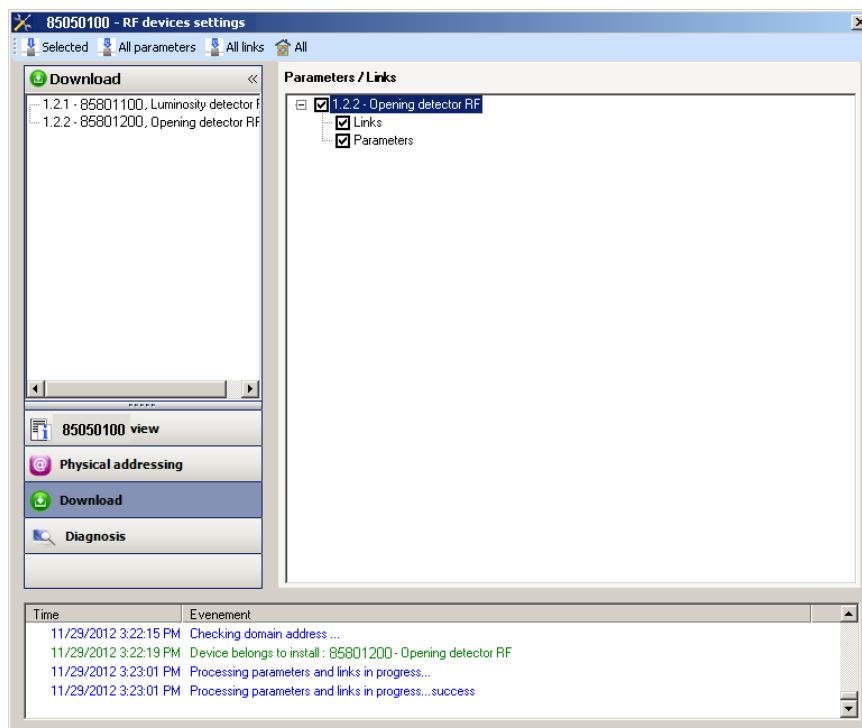 85050100 - RF devices settings
Selected All parameters All links All
Download «
1.2.1 - 85801100, Luminosity detector
1.2.2 - 85801200, Opening detector RF
85050100 view
Physical addressing
Download
Diagnosis
Parameters / Links
1.2.2 - Opening detector RF
Links
Parameters
Time Evenement
11/29/2012 3:22:15 PM Checking domain address ...
11/29/2012 3:22:19 PM Device belongs to install : 85801200 - Opening detector RF
11/29/2012 3:23:01 PM Processing parameters and links in progress...
11/29/2012 3:23:01 PM Processing parameters and links in progress...success